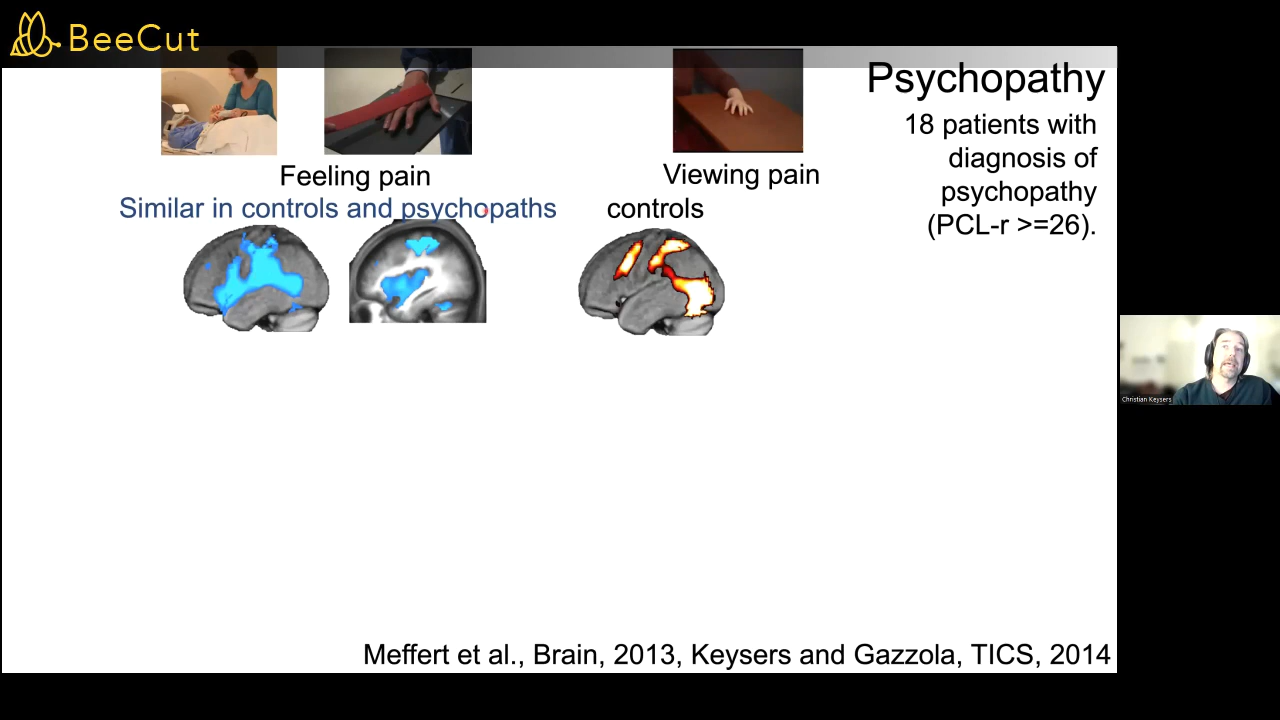 BeeCut
Psychopathy
18 patients with
diagnosis of
psychopathy
(PCL-r >=26).
Feeling pain
Viewing pain
Similar in controls and psychopaths
controls
Christian Keysers
Meffert et al., Brain, 2013, Keysers and Gazzola, TICS, 2014